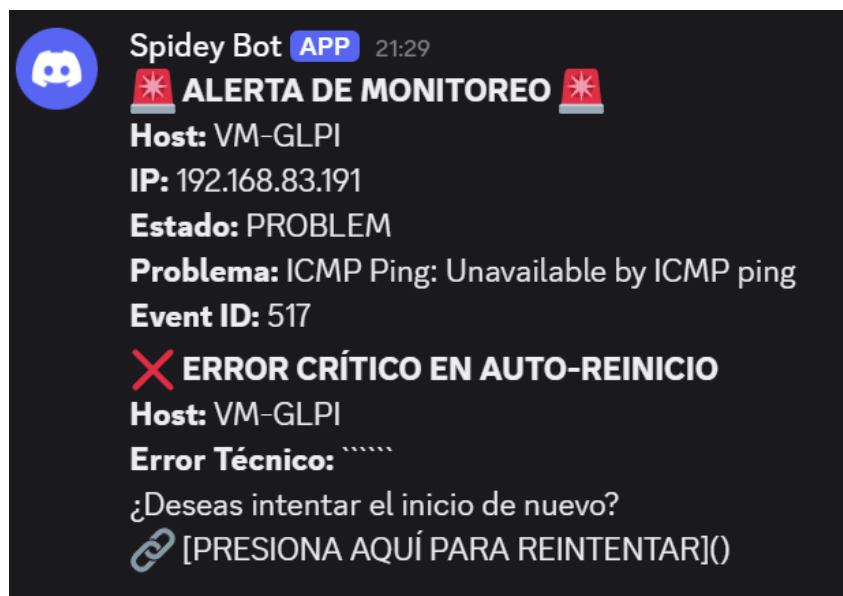 Spidey Bot APP 21:29
🚨 ALERTA DE MONITOREO 🚨
Host: VM-GLPI
IP: 192.168.83.191
Estado: PROBLEM
Problema: ICMP Ping: Unavailable by ICMP ping
Event ID: 517
❌ ERROR CRÍTICO EN AUTO-REINICIO
Host: VM-GLPI
Error Técnico: ``````
¿Deseas intentar el inicio de nuevo?
🔗 [PRESIONA AQUÍ PARA REINTENTAR]()